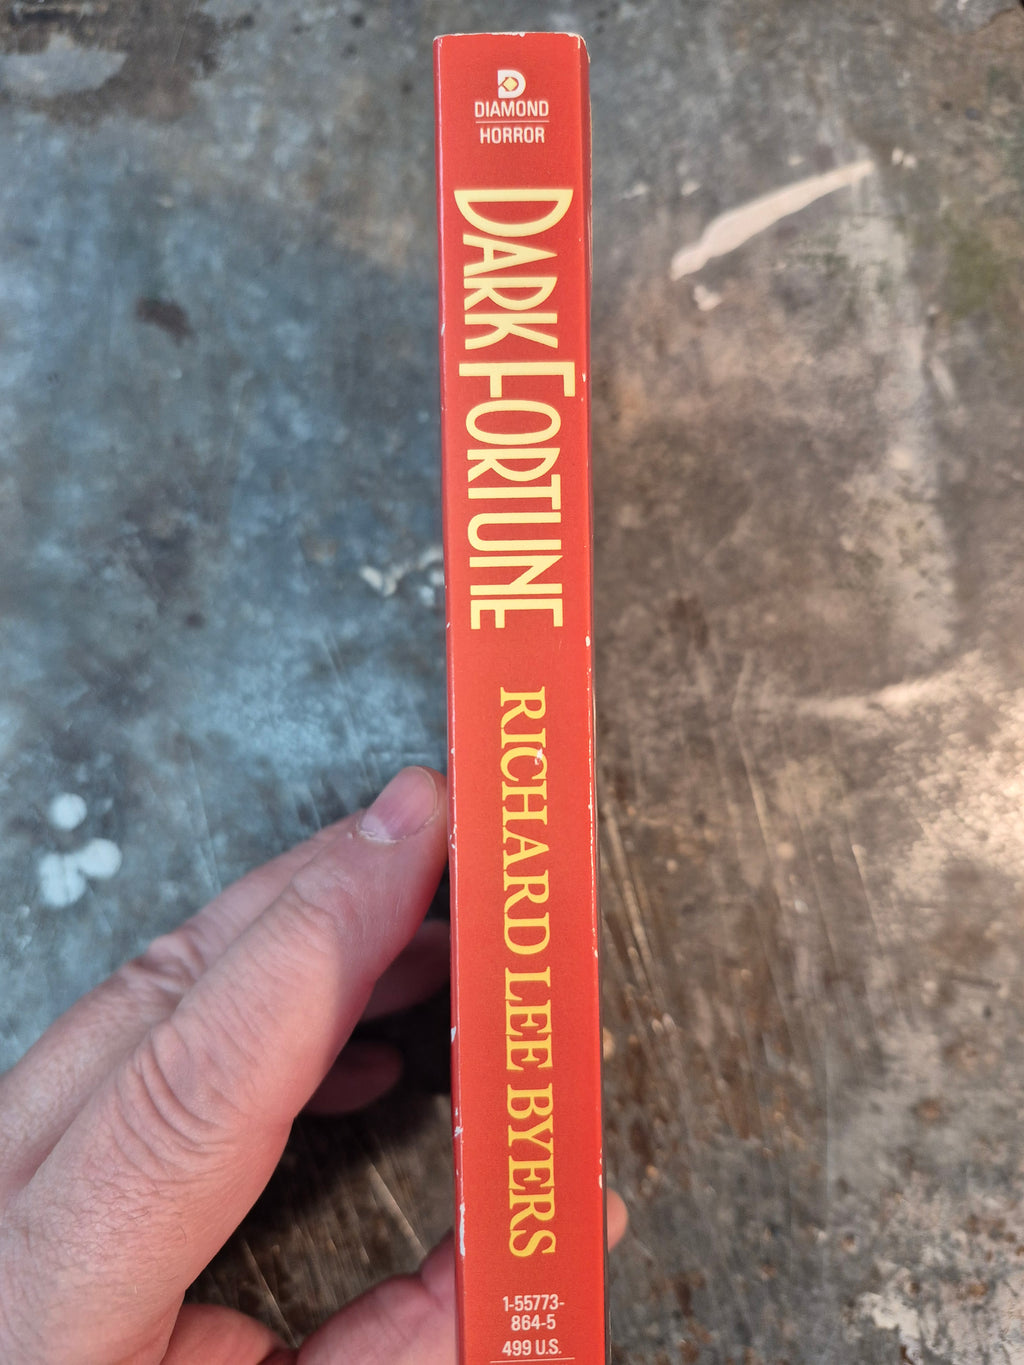 D
DIAMOND
HORROR
DARK FORTUNE
RICHARD LEE BYERS
1-55773-
864-5
499 U.S.